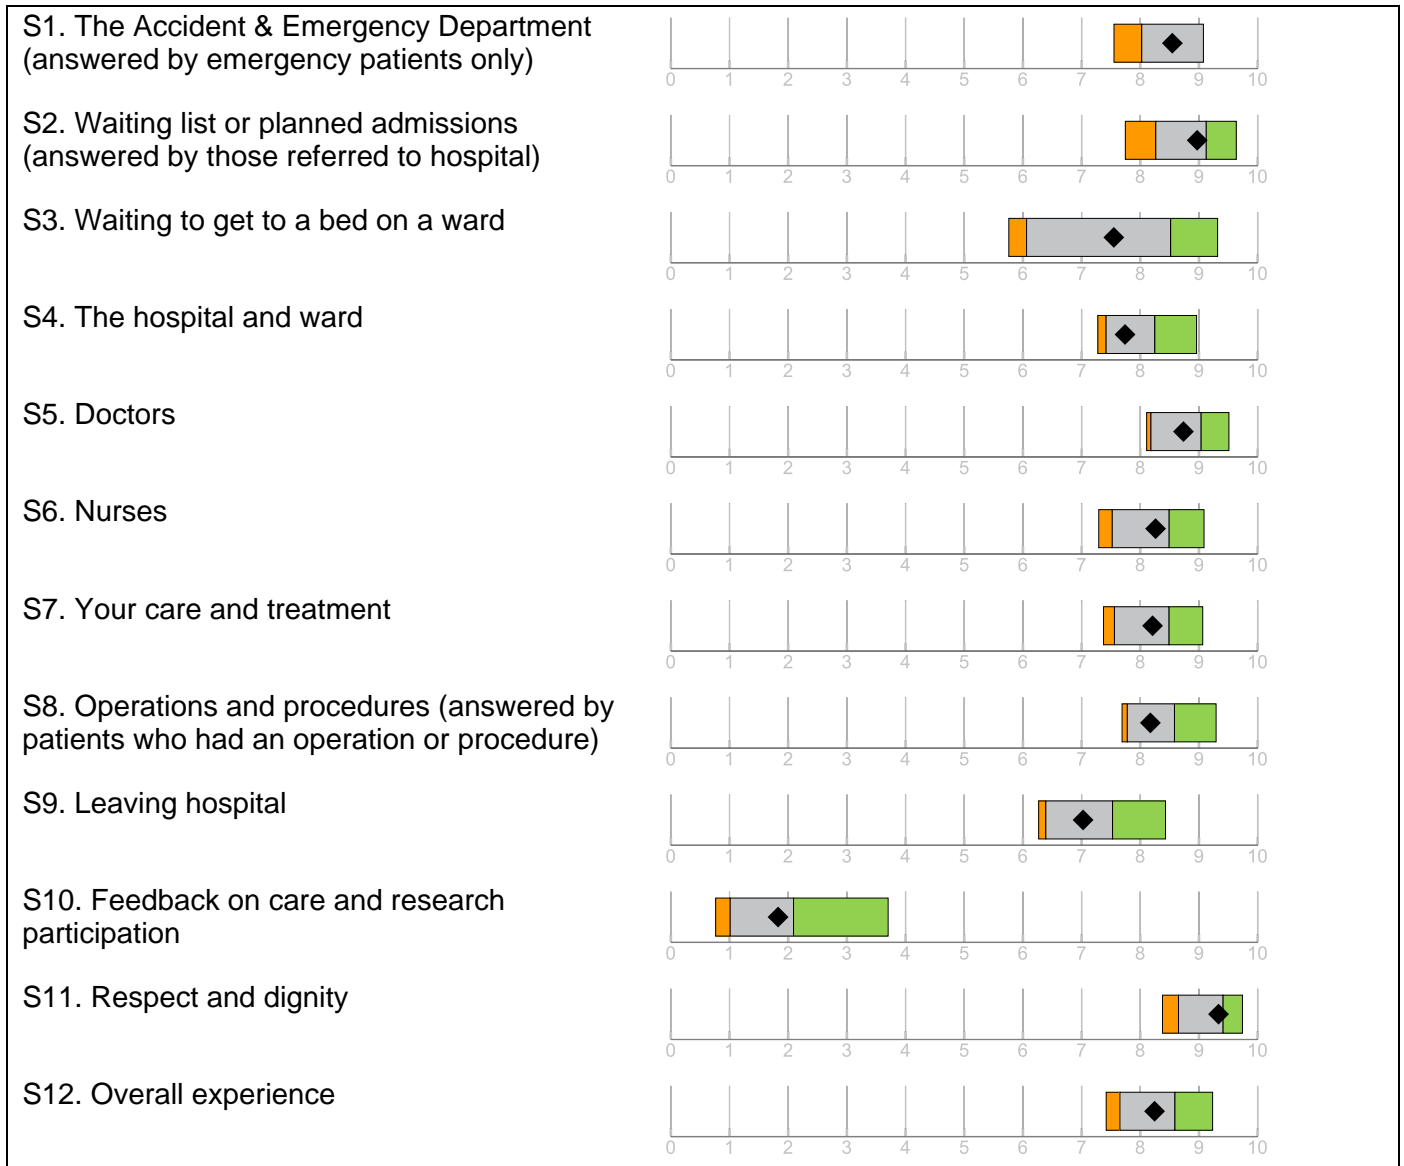 S1. The Accident & Emergency Department
(answered by emergency patients only)
0 1 2 3 4 5 6 7 8 9 10
S2. Waiting list or planned admissions
(answered by those referred to hospital)
0 1 2 3 4 5 6 7 8 9 10
S3. Waiting to get to a bed on a ward
0 1 2 3 4 5 6 7 8 9 10
S4. The hospital and ward
0 1 2 3 4 5 6 7 8 9 10
S5. Doctors
0 1 2 3 4 5 6 7 8 9 10
S6. Nurses
0 1 2 3 4 5 6 7 8 9 10
S7. Your care and treatment
0 1 2 3 4 5 6 7 8 9 10
S8. Operations and procedures (answered by
patients who had an operation or procedure)
0 1 2 3 4 5 6 7 8 9 10
S9. Leaving hospital
0 1 2 3 4 5 6 7 8 9 10
S10. Feedback on care and research
participation
0 1 2 3 4 5 6 7 8 9 10
S11. Respect and dignity
0 1 2 3 4 5 6 7 8 9 10
S12. Overall experience
0 1 2 3 4 5 6 7 8 9 10